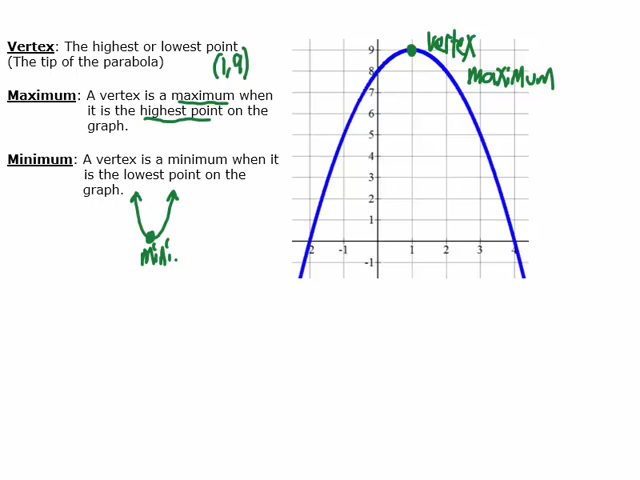 Vertex: The highest or lowest point
(The tip of the parabola)
(1,9)
Maximum: A vertex is a maximum when
it is the highest point on the
graph.
Minimum: A vertex is a minimum when it
is the lowest point on the
graph.
mini.
vertex
maximum
9
8
7
6
5
4
3
2
1
-1
2 -1 1 2 3 4